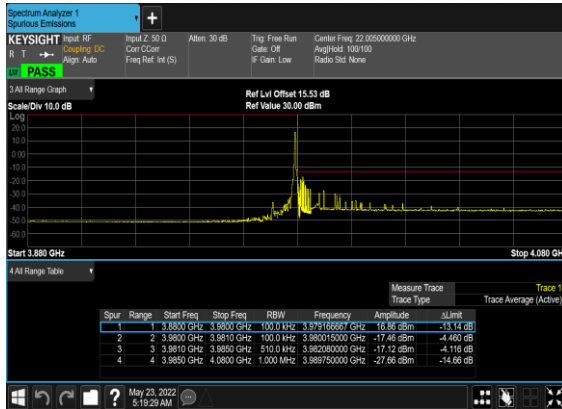 Spectrum Analyzer 1
Spurious Emissions
KEYSIGHT Input: RF Input Z: 50 Ω Atten: 30 dB Trig: Free Run Center Freq: 22.005000000 GHz
R T Coupling: DC Corr CCorr Gate: Off Avg|Hold: 100/100
Align: Auto Freq Ref: Int (S) IF Gain: Low Radio Std: None
LW PASS
3 All Range Graph
Ref Lvl Offset 15.53 dB
Scale/Div 10.0 dB Ref Value 30.00 dBm
Log
20.0
10.0
0.00
-10.0
-20.0
-30.0
-40.0
-50.0
-60.0
Start 3.880 GHz Stop 4.080 GH
4 All Range Table
Measure Trace Trace 1
Trace Type Trace Average (Active)
Spur Range Start Freq Stop Freq RBW Frequency Amplitude ΔLimit
1 1 3.8800 GHz 3.9800 GHz 100.0 kHz 3.979166667 GHz 16.86 dBm -13.14 dB
2 2 3.9800 GHz 3.9810 GHz 100.0 kHz 3.980015000 GHz -17.46 dBm -4.460 dB
3 3 3.9810 GHz 3.9850 GHz 510.0 kHz 3.982080000 GHz -17.12 dBm -4.116 dB
4 4 3.9850 GHz 4.0800 GHz 1.000 MHz 3.989750000 GHz -27.66 dBm -14.66 dB
? May 23, 2022
5:19:29 AM